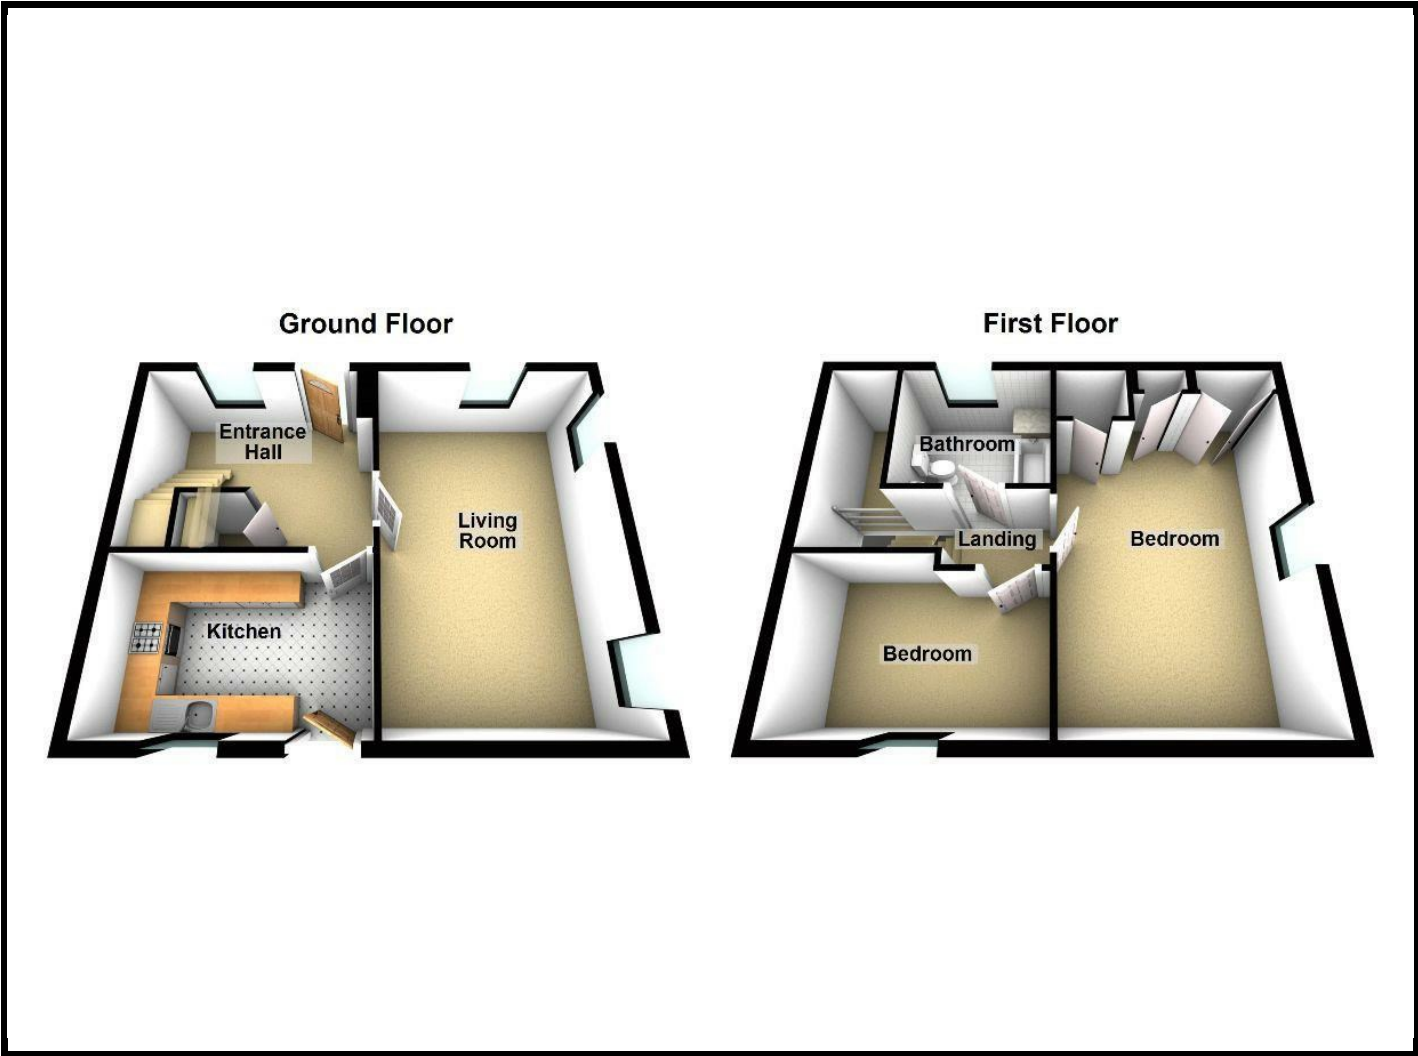 Ground Floor
First Floor
Entrance
Hall
Living
Room
Kitchen
Bathroom
Landing
Bedroom
Bedroom